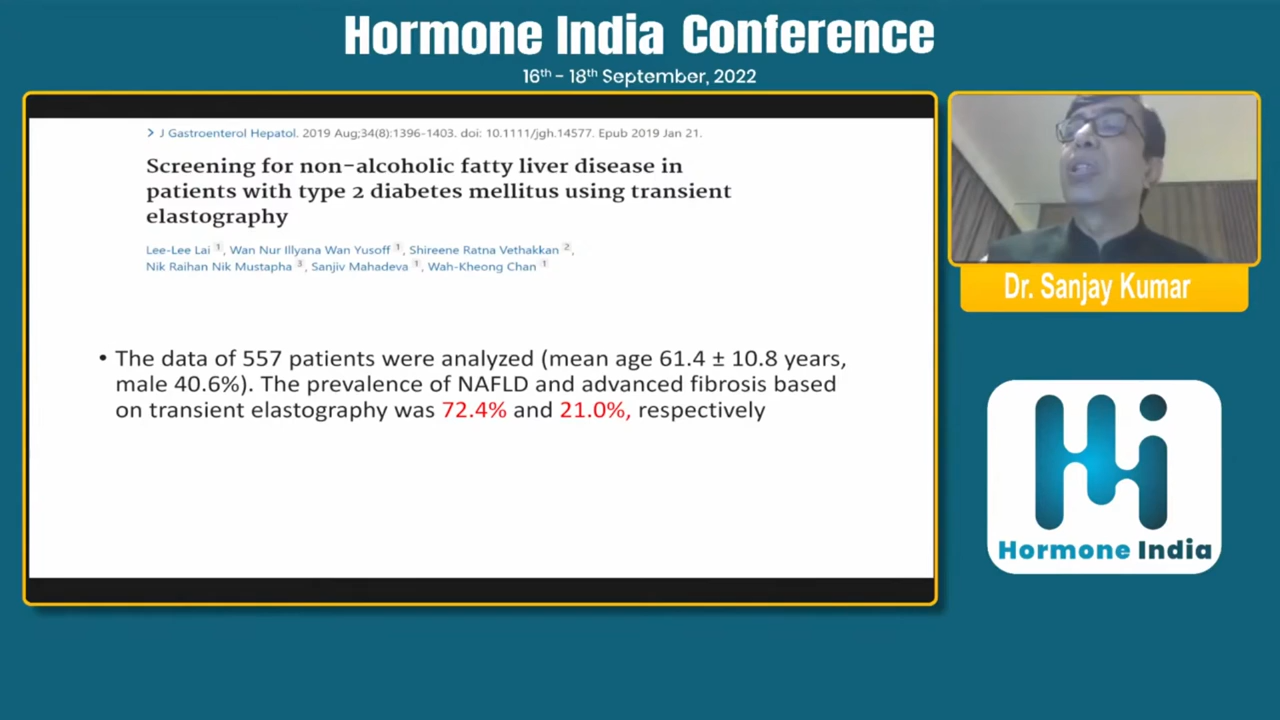 Hormone India Conference
16th - 18th September, 2022
> J Gastroenterol Hepatol. 2019 Aug;34(8):1396-1403. doi: 10.1111/jgh.14577. Epub 2019 Jan 21.
Screening for non-alcoholic fatty liver disease in
patients with type 2 diabetes mellitus using transient
elastography
Lee-Lee Lai 1, Wan Nur Illyana Wan Yusoff 1, Shireene Ratna Vethakkan 2,
Nik Raihan Nik Mustapha 3, Sanjiv Mahadeva 1, Wah-Kheong Chan 1
• The data of 557 patients were analyzed (mean age 61.4 ± 10.8 years,
male 40.6%). The prevalence of NAFLD and advanced fibrosis based
on transient elastography was 72.4% and 21.0%, respectively
Dr. Sanjay Kumar
Hi
Hormone India